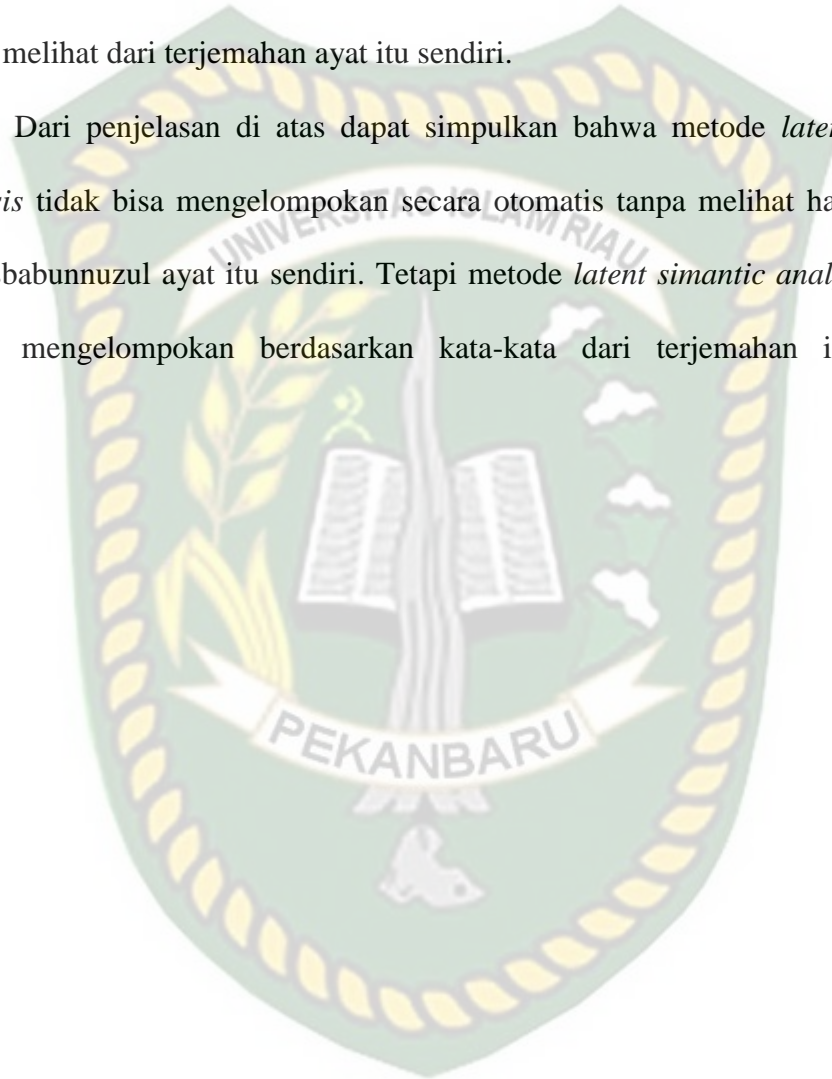 melihat dari terjemahan ayat itu sendiri.
Dari penjelasan di atas dapat simpulkan bahwa metode
tidak bisa mengelompokan secara otomatis tanpa melihat
ayat itu sendiri. Tetapi metode latent simantic
mengelompokan berdasarkan kata-kata dari terjemahan
UNIVERSITAS ISLAM RIAU
PEKANBARU